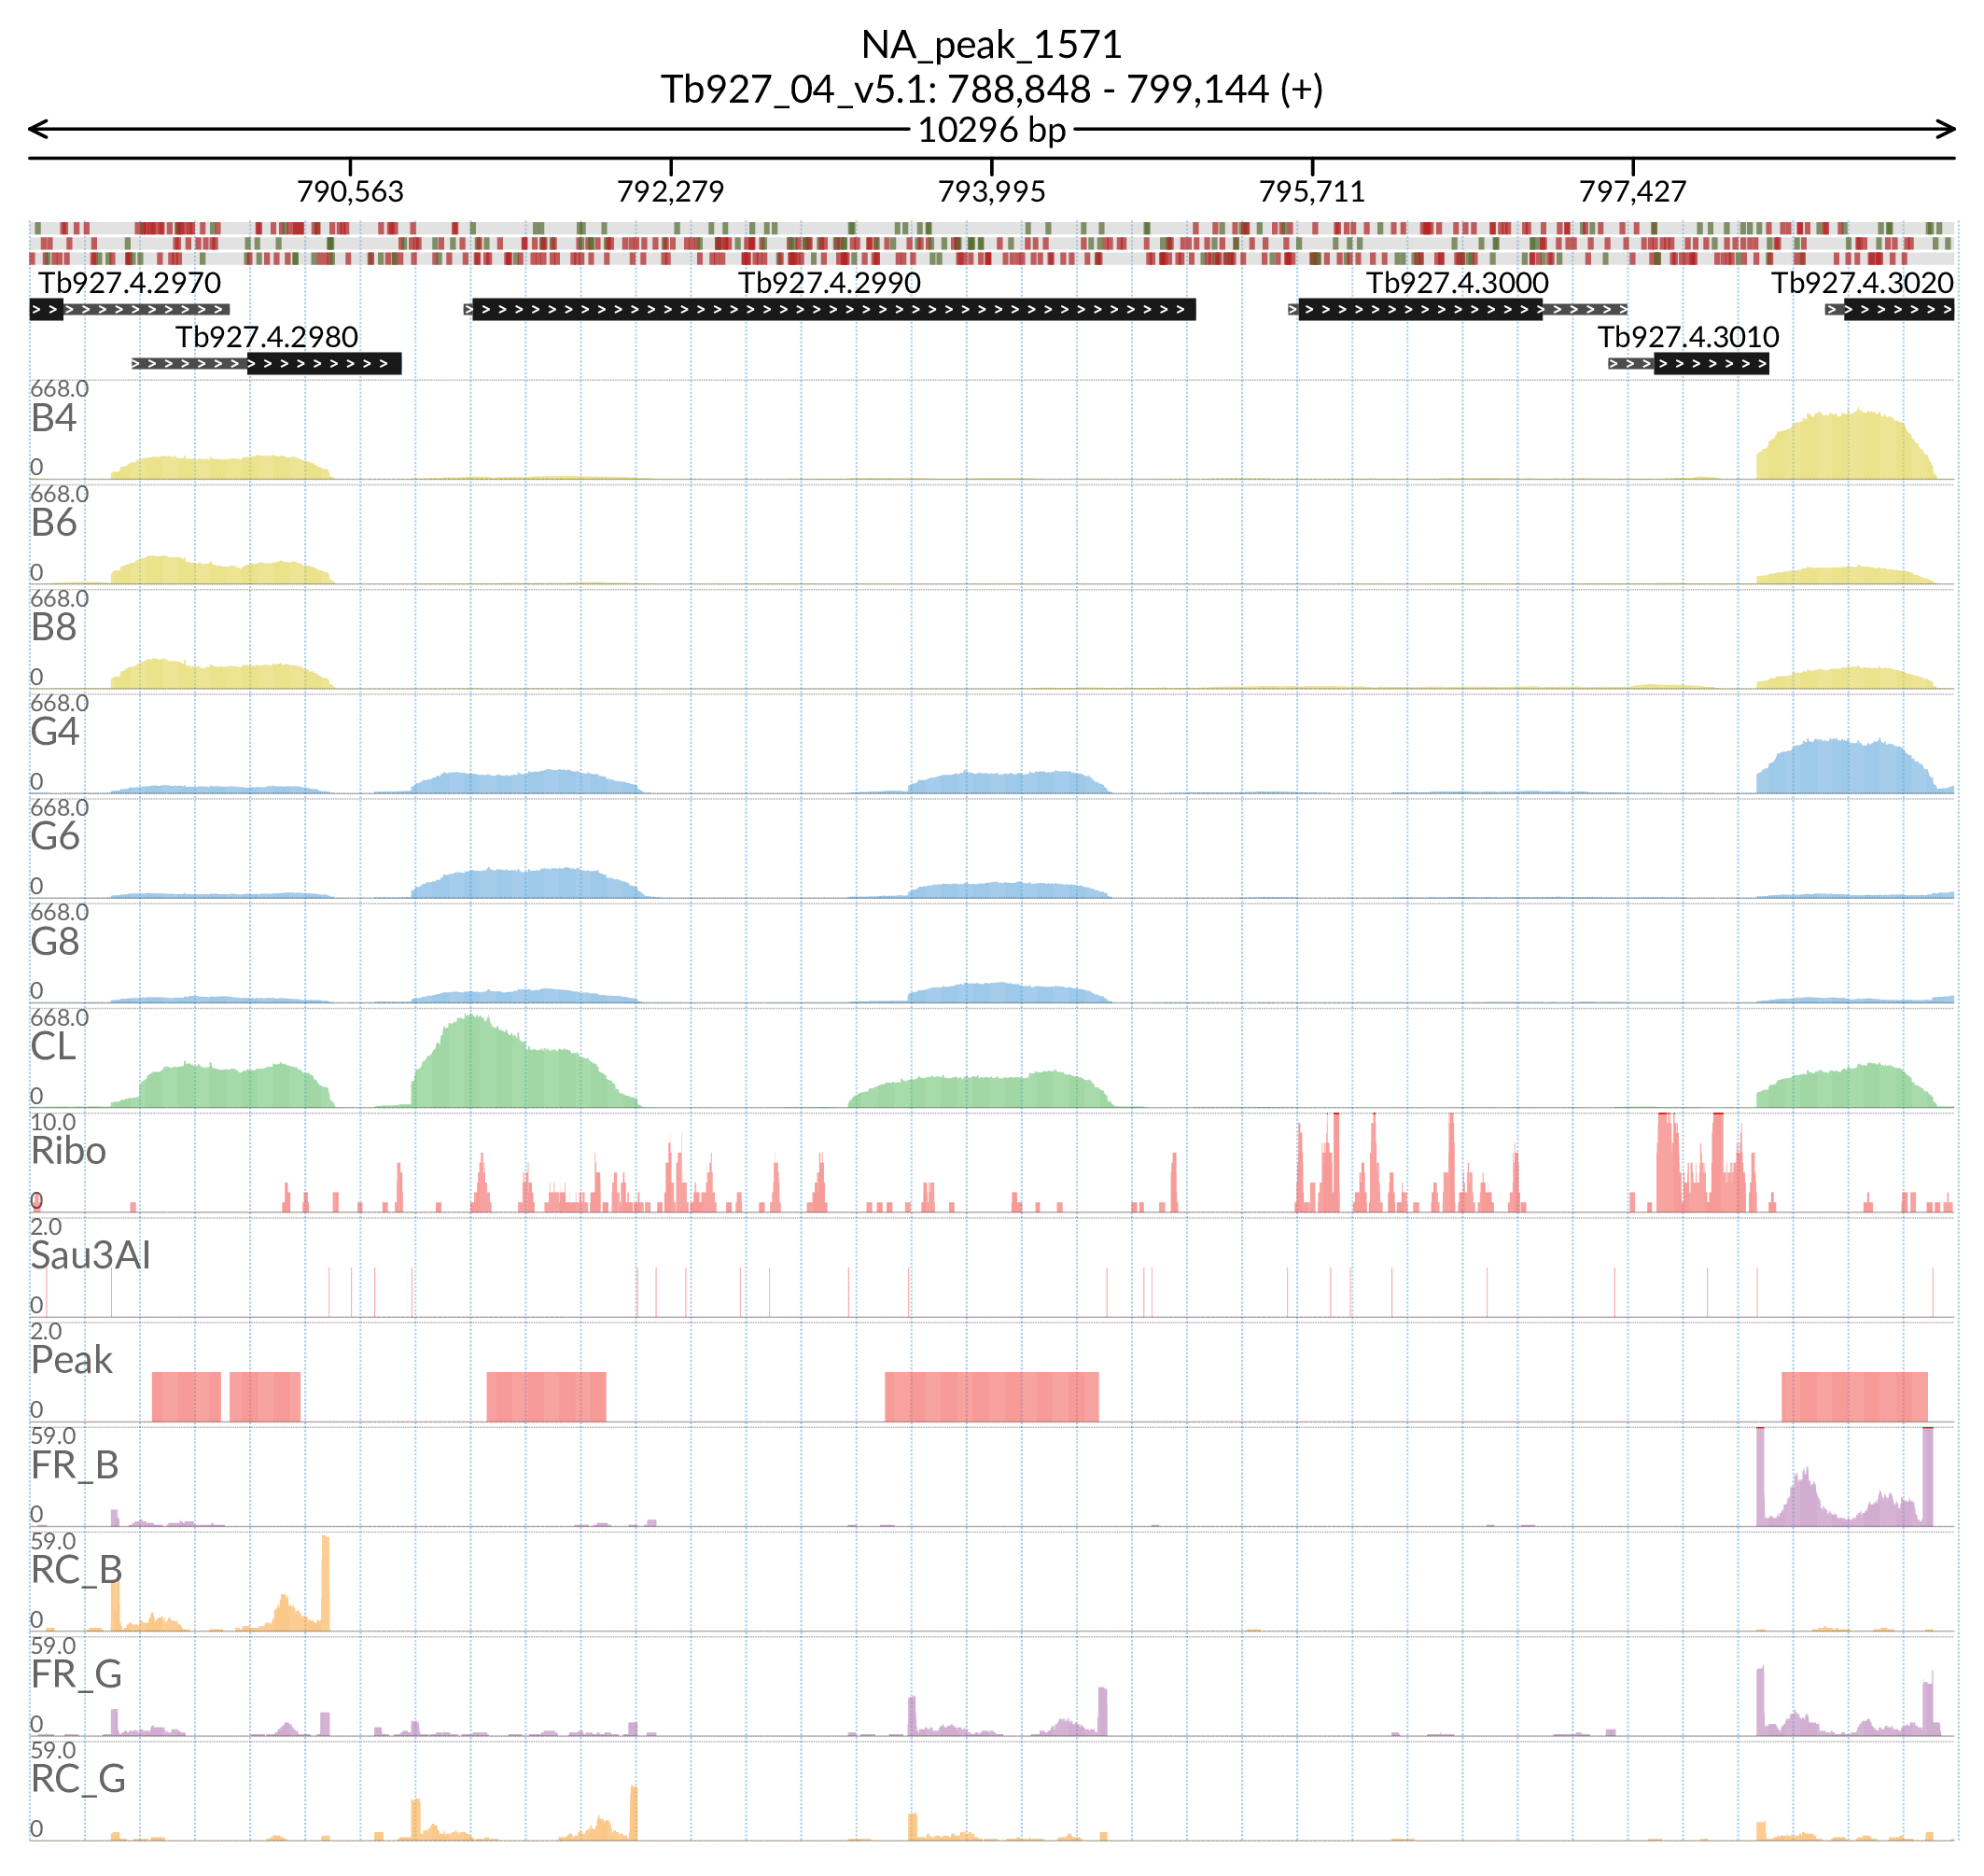 NA_peak_1571
Tb927_04_v5.1: 788,848 - 799,144 (+)
10296 bp
790,563 792,279 793,995 795,711 797,427
Tb927.4.2970 Tb927.4.2990 Tb927.4.3000 Tb927.4.3020
Tb927.4.2980 Tb927.4.3010
668.0
B4
0
668.0
B6
0
668.0
B8
0
668.0
G4
0
668.0
G6
0
668.0
G8
0
668.0
CL
0
10.0
Ribo
0
2.0
Sau3AI
0
2.0
Peak
0
59.0
FR_B
0
59.0
RC_B
0
59.0
FR_G
0
59.0
RC_G
0